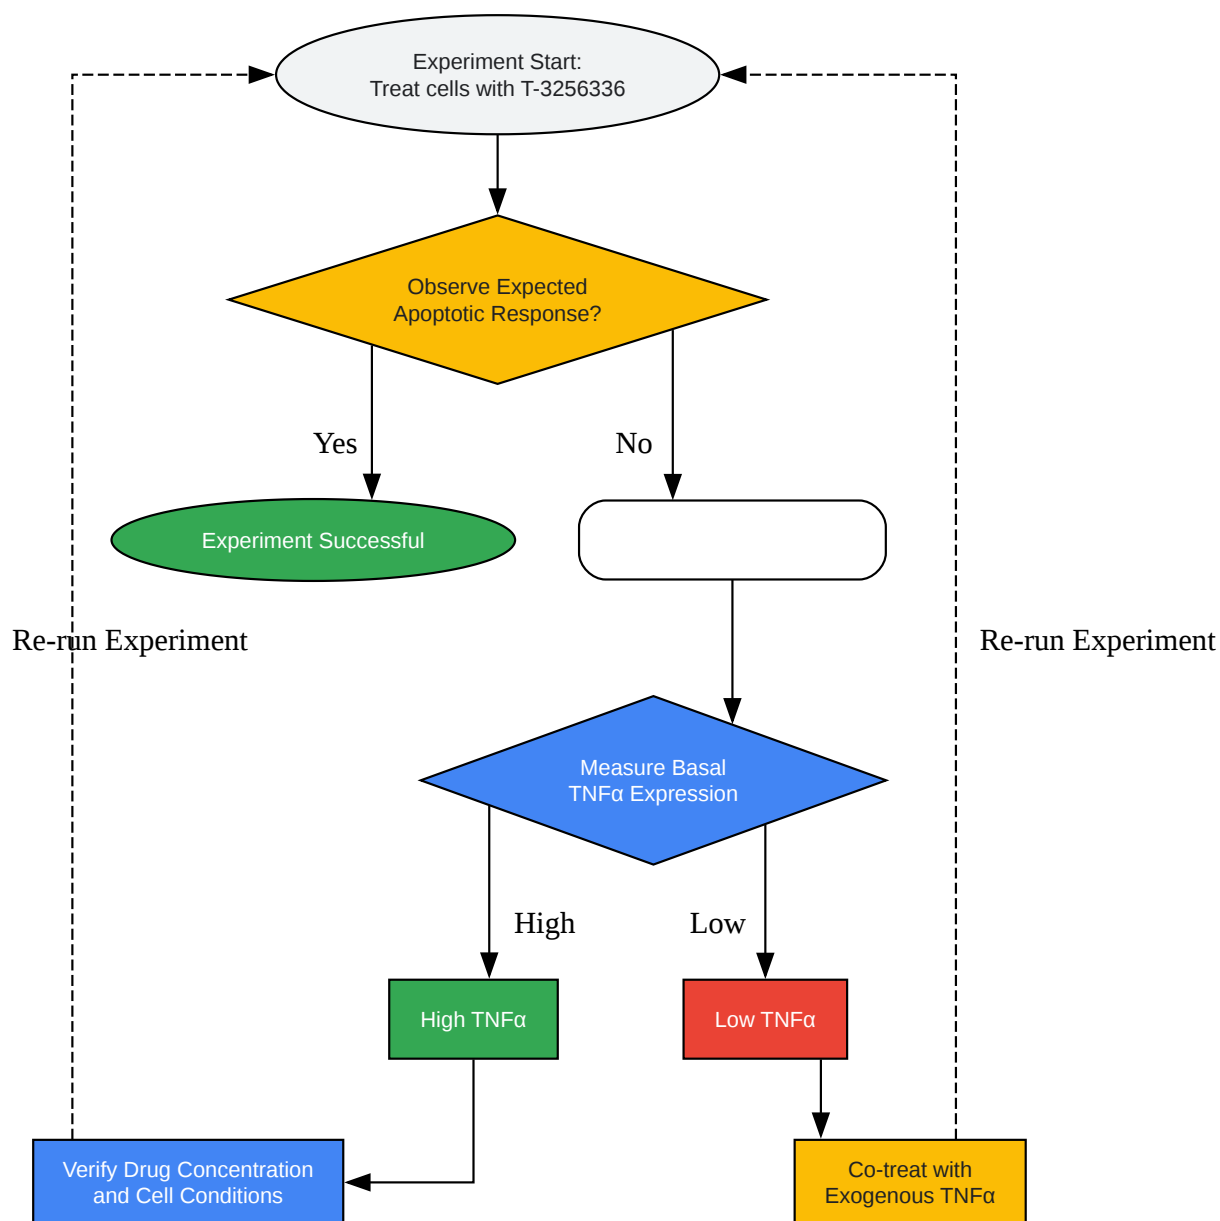 Experiment Start:
Treat cells with T-3256336
Observe Expected
Apoptotic Response?
Yes
No
Experiment Successful
Re-run Experiment
Re-run Experiment
Measure Basal
TNFα Expression
High
Low
High TNFα
Low TNFα
Verify Drug Concentration
and Cell Conditions
Co-treat with
Exogenous TNFα